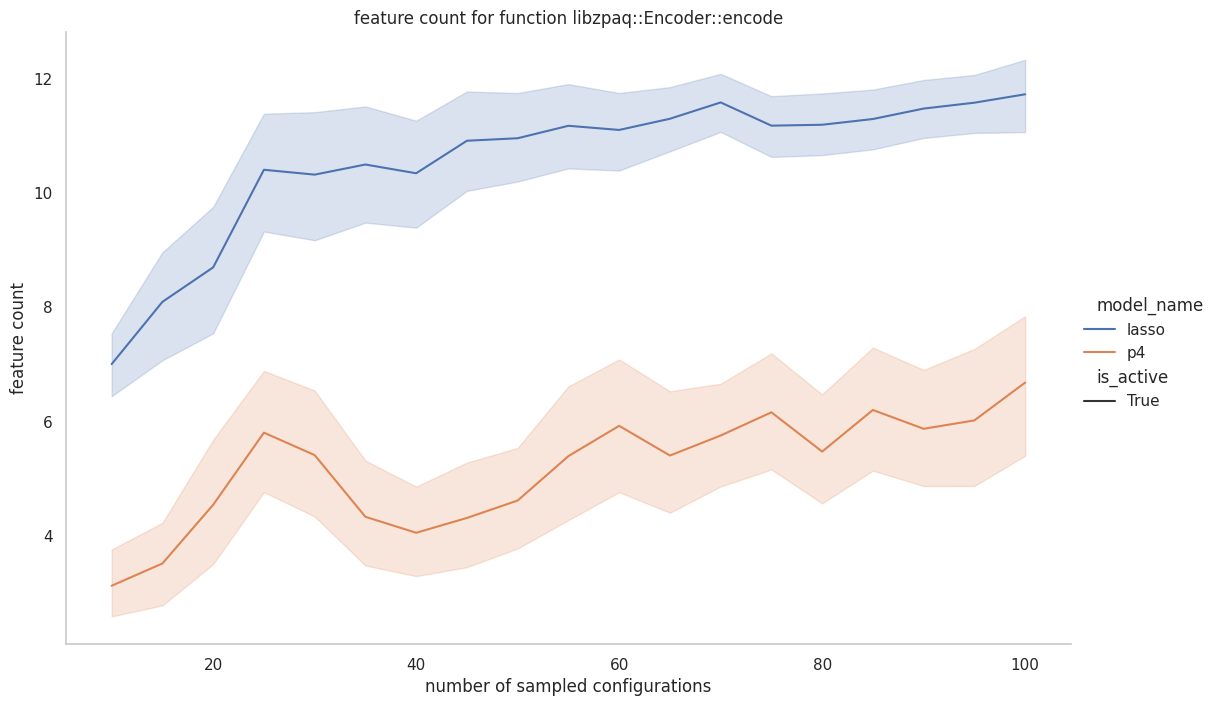 feature count for function libzpaq::Encoder::encode
12
10
8
6
4
feature count
20
40
60
80
100
number of sampled configurations
model_name
lasso
p4
is_active
True